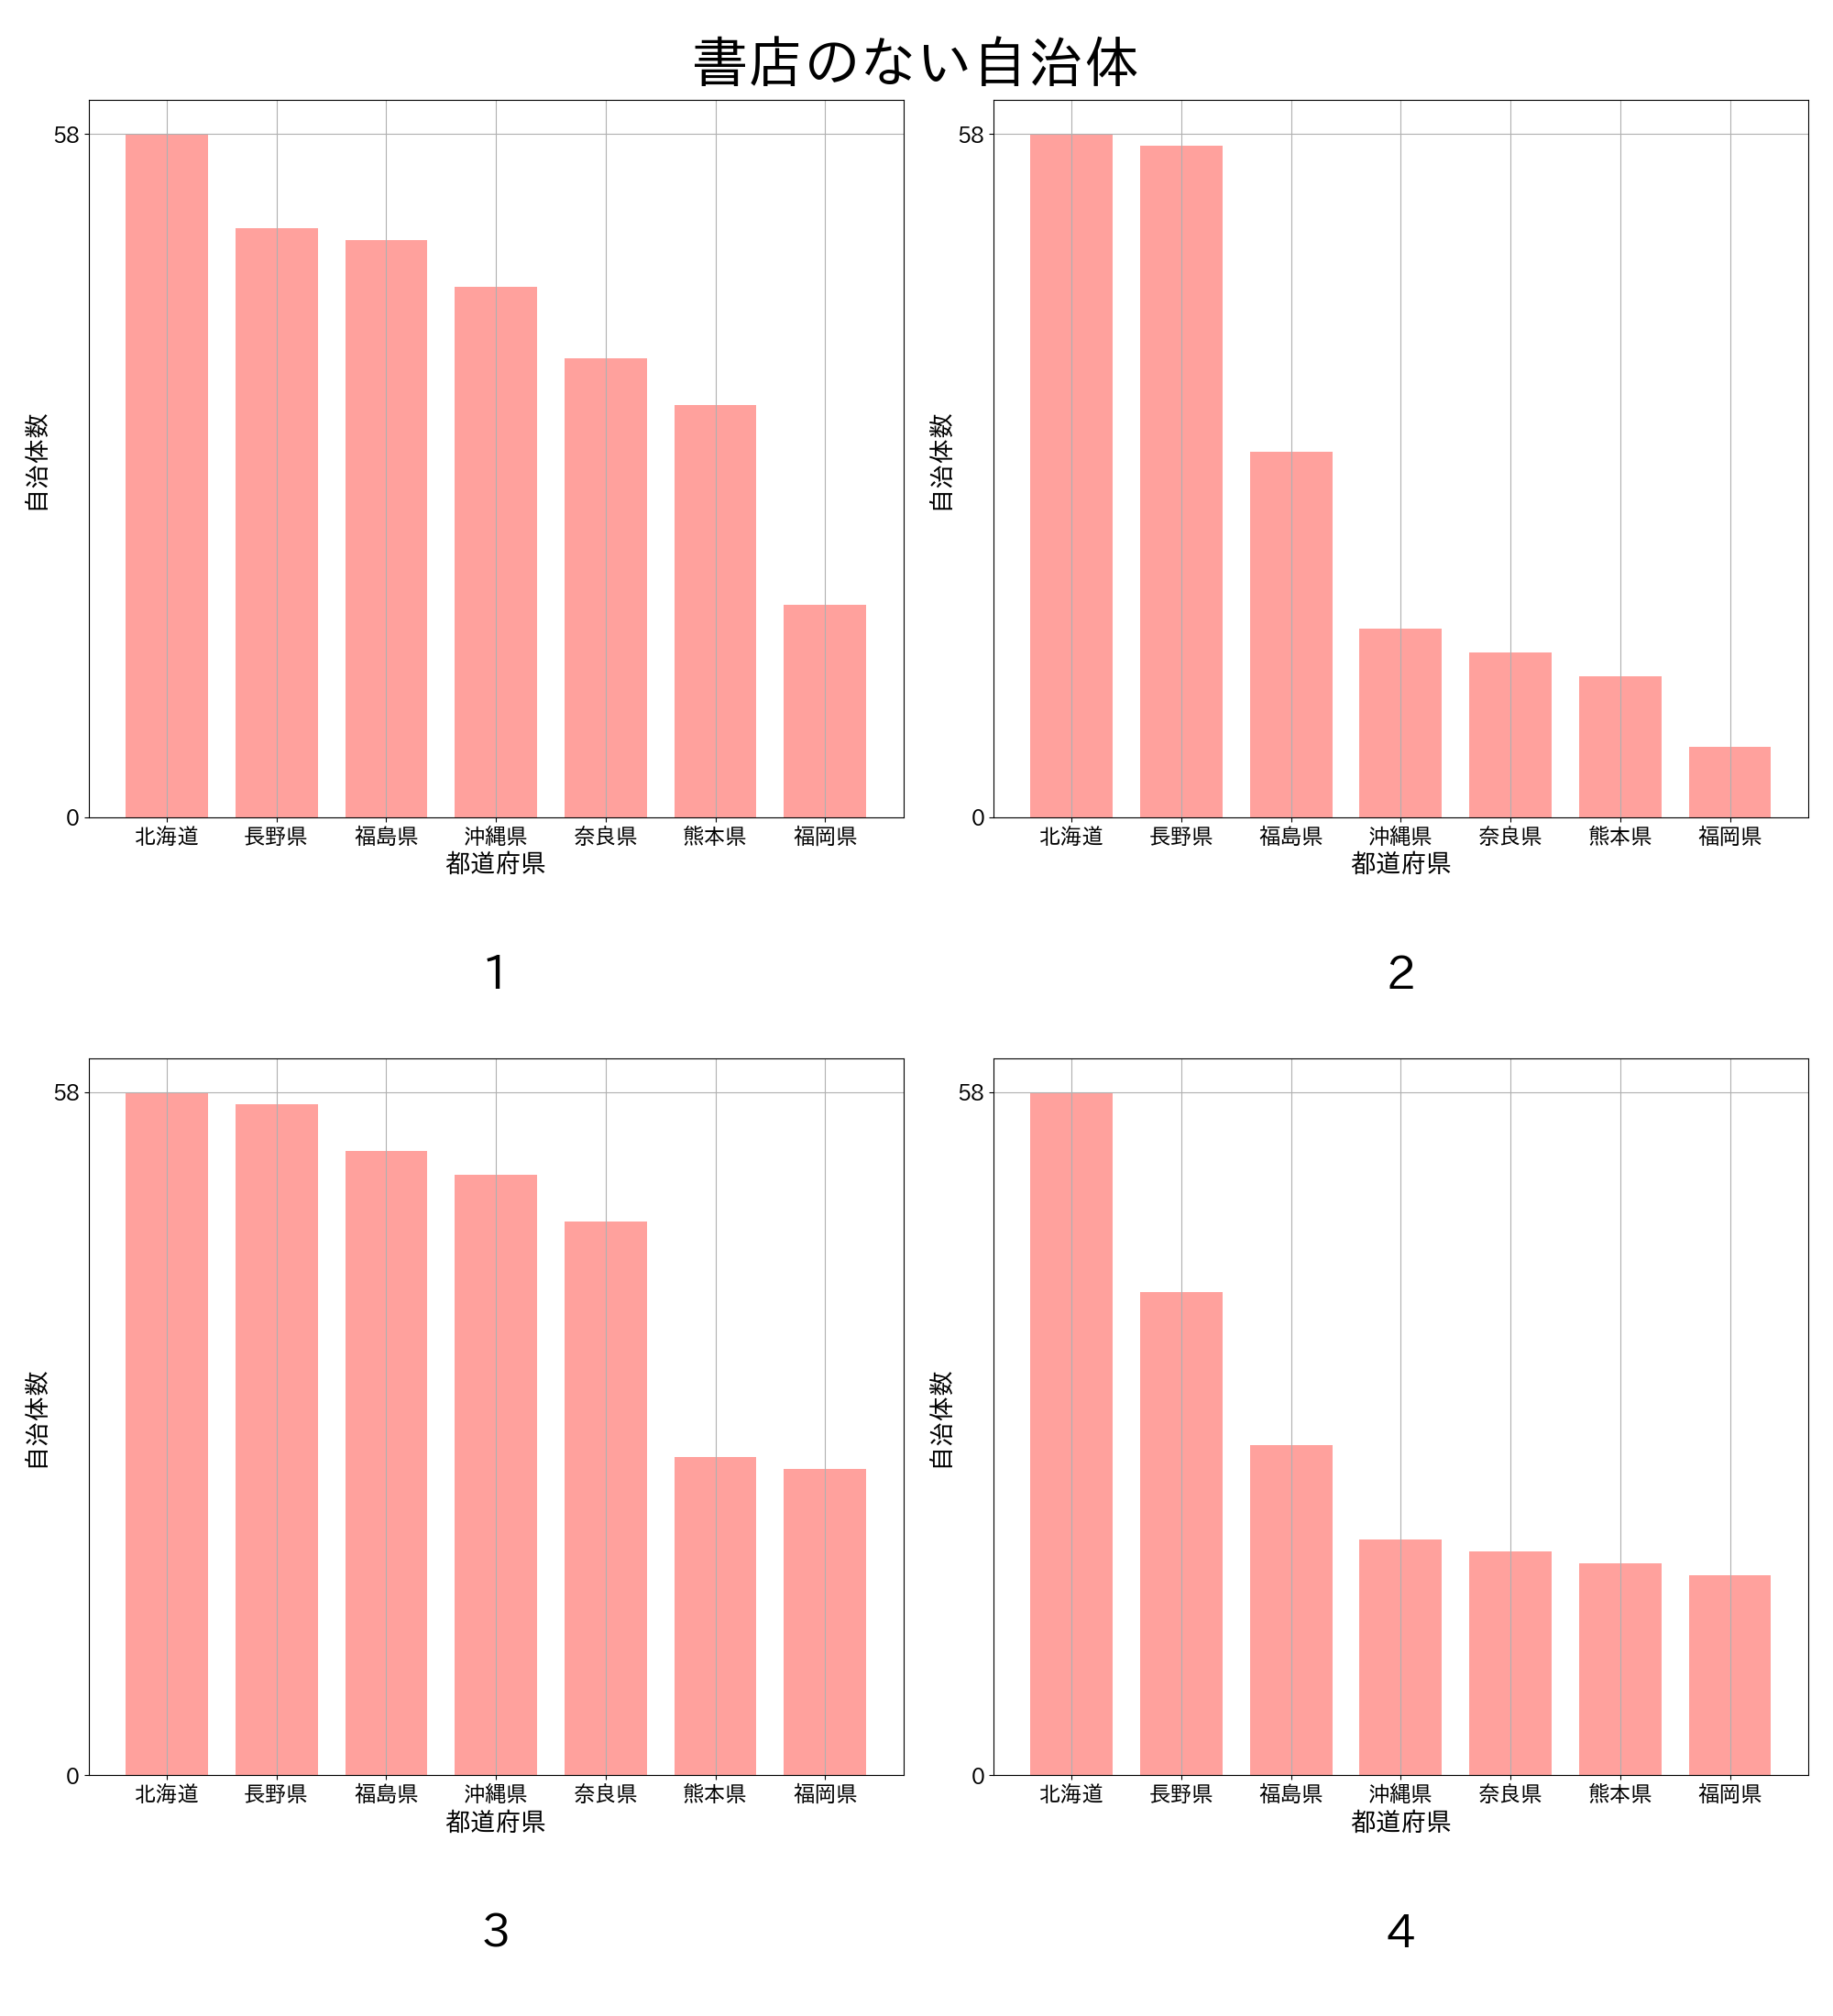 書店のない自治体
58
0
自治体数
北海道 長野県 福島県 沖縄県 奈良県 熊本県 福岡県
都道府県
1
58
0
自治体数
北海道 長野県 福島県 沖縄県 奈良県 熊本県 福岡県
都道府県
2
58
0
自治体数
北海道 長野県 福島県 沖縄県 奈良県 熊本県 福岡県
都道府県
3
58
0
自治体数
北海道 長野県 福島県 沖縄県 奈良県 熊本県 福岡県
都道府県
4